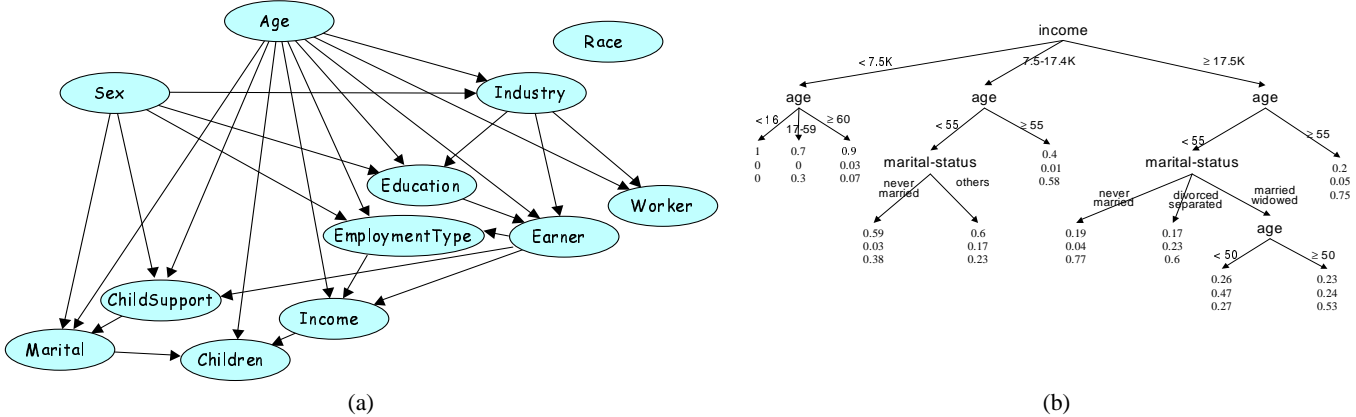 Age
Race
Sex
Industry
Education
Worker
EmploymentType
Earner
ChildSupport
Income
Marital
Children
(a)
income
< 7.5K
7.5-17.4K
≥ 17.5K
age
age
age
< 16
17-59
≥ 60
< 55
≥ 55
< 55
≥ 55
1
0
0
0.7
0
0.3
0.9
0.03
0.07
marital-status
0.4
0.01
0.58
marital-status
0.2
0.05
0.75
never
married
others
never
married
divorced
separated
married
widowed
0.59
0.03
0.38
0.6
0.17
0.23
0.19
0.04
0.77
0.17
0.23
0.6
age
< 50
≥ 50
0.26
0.47
0.27
0.23
0.24
0.53
(b)